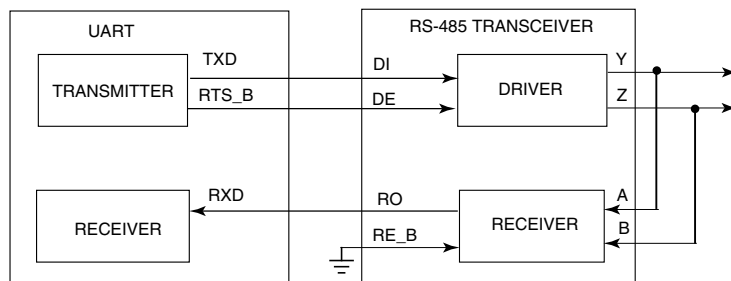 UART
RS-485 TRANSCEIVER
TXD
DI
Y
TRANSMITTER
DRIVER
RTS_B
DE
Z
RXD
RO
A
RECEIVER
RECEIVER
RE_B
B